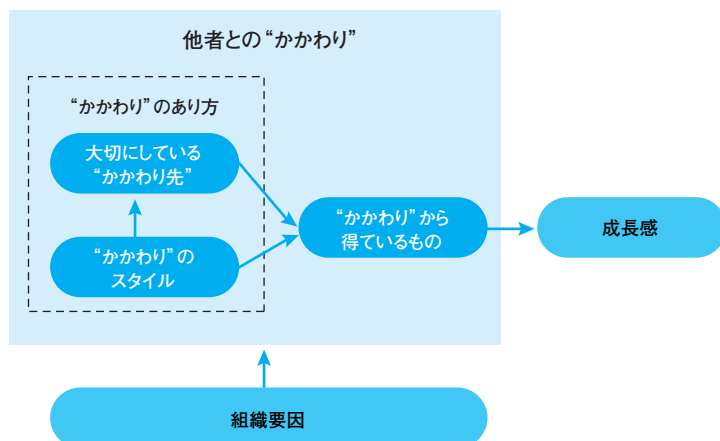 他者との“かかわり”
“かかわり”のあり方
大切にしている
“かかわり先”
“かかわり”の
スタイル
“かかわり”から
得ているもの
成長感
組織要因